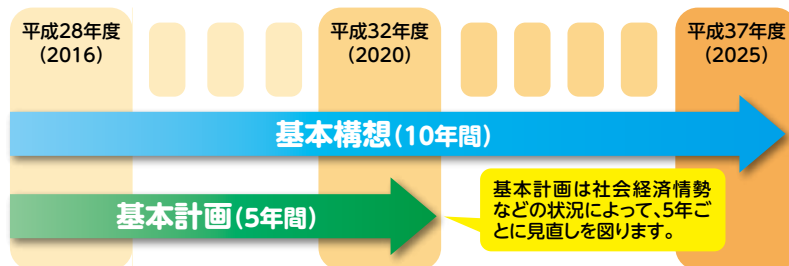 平成28年度
(2016)
平成32年度
(2020)
平成37年度
(2025)
基本構想(10年間)
基本計画(5年間)
基本計画は社会経済情勢
などの状況によって、5年ご
とに見直しを図ります。